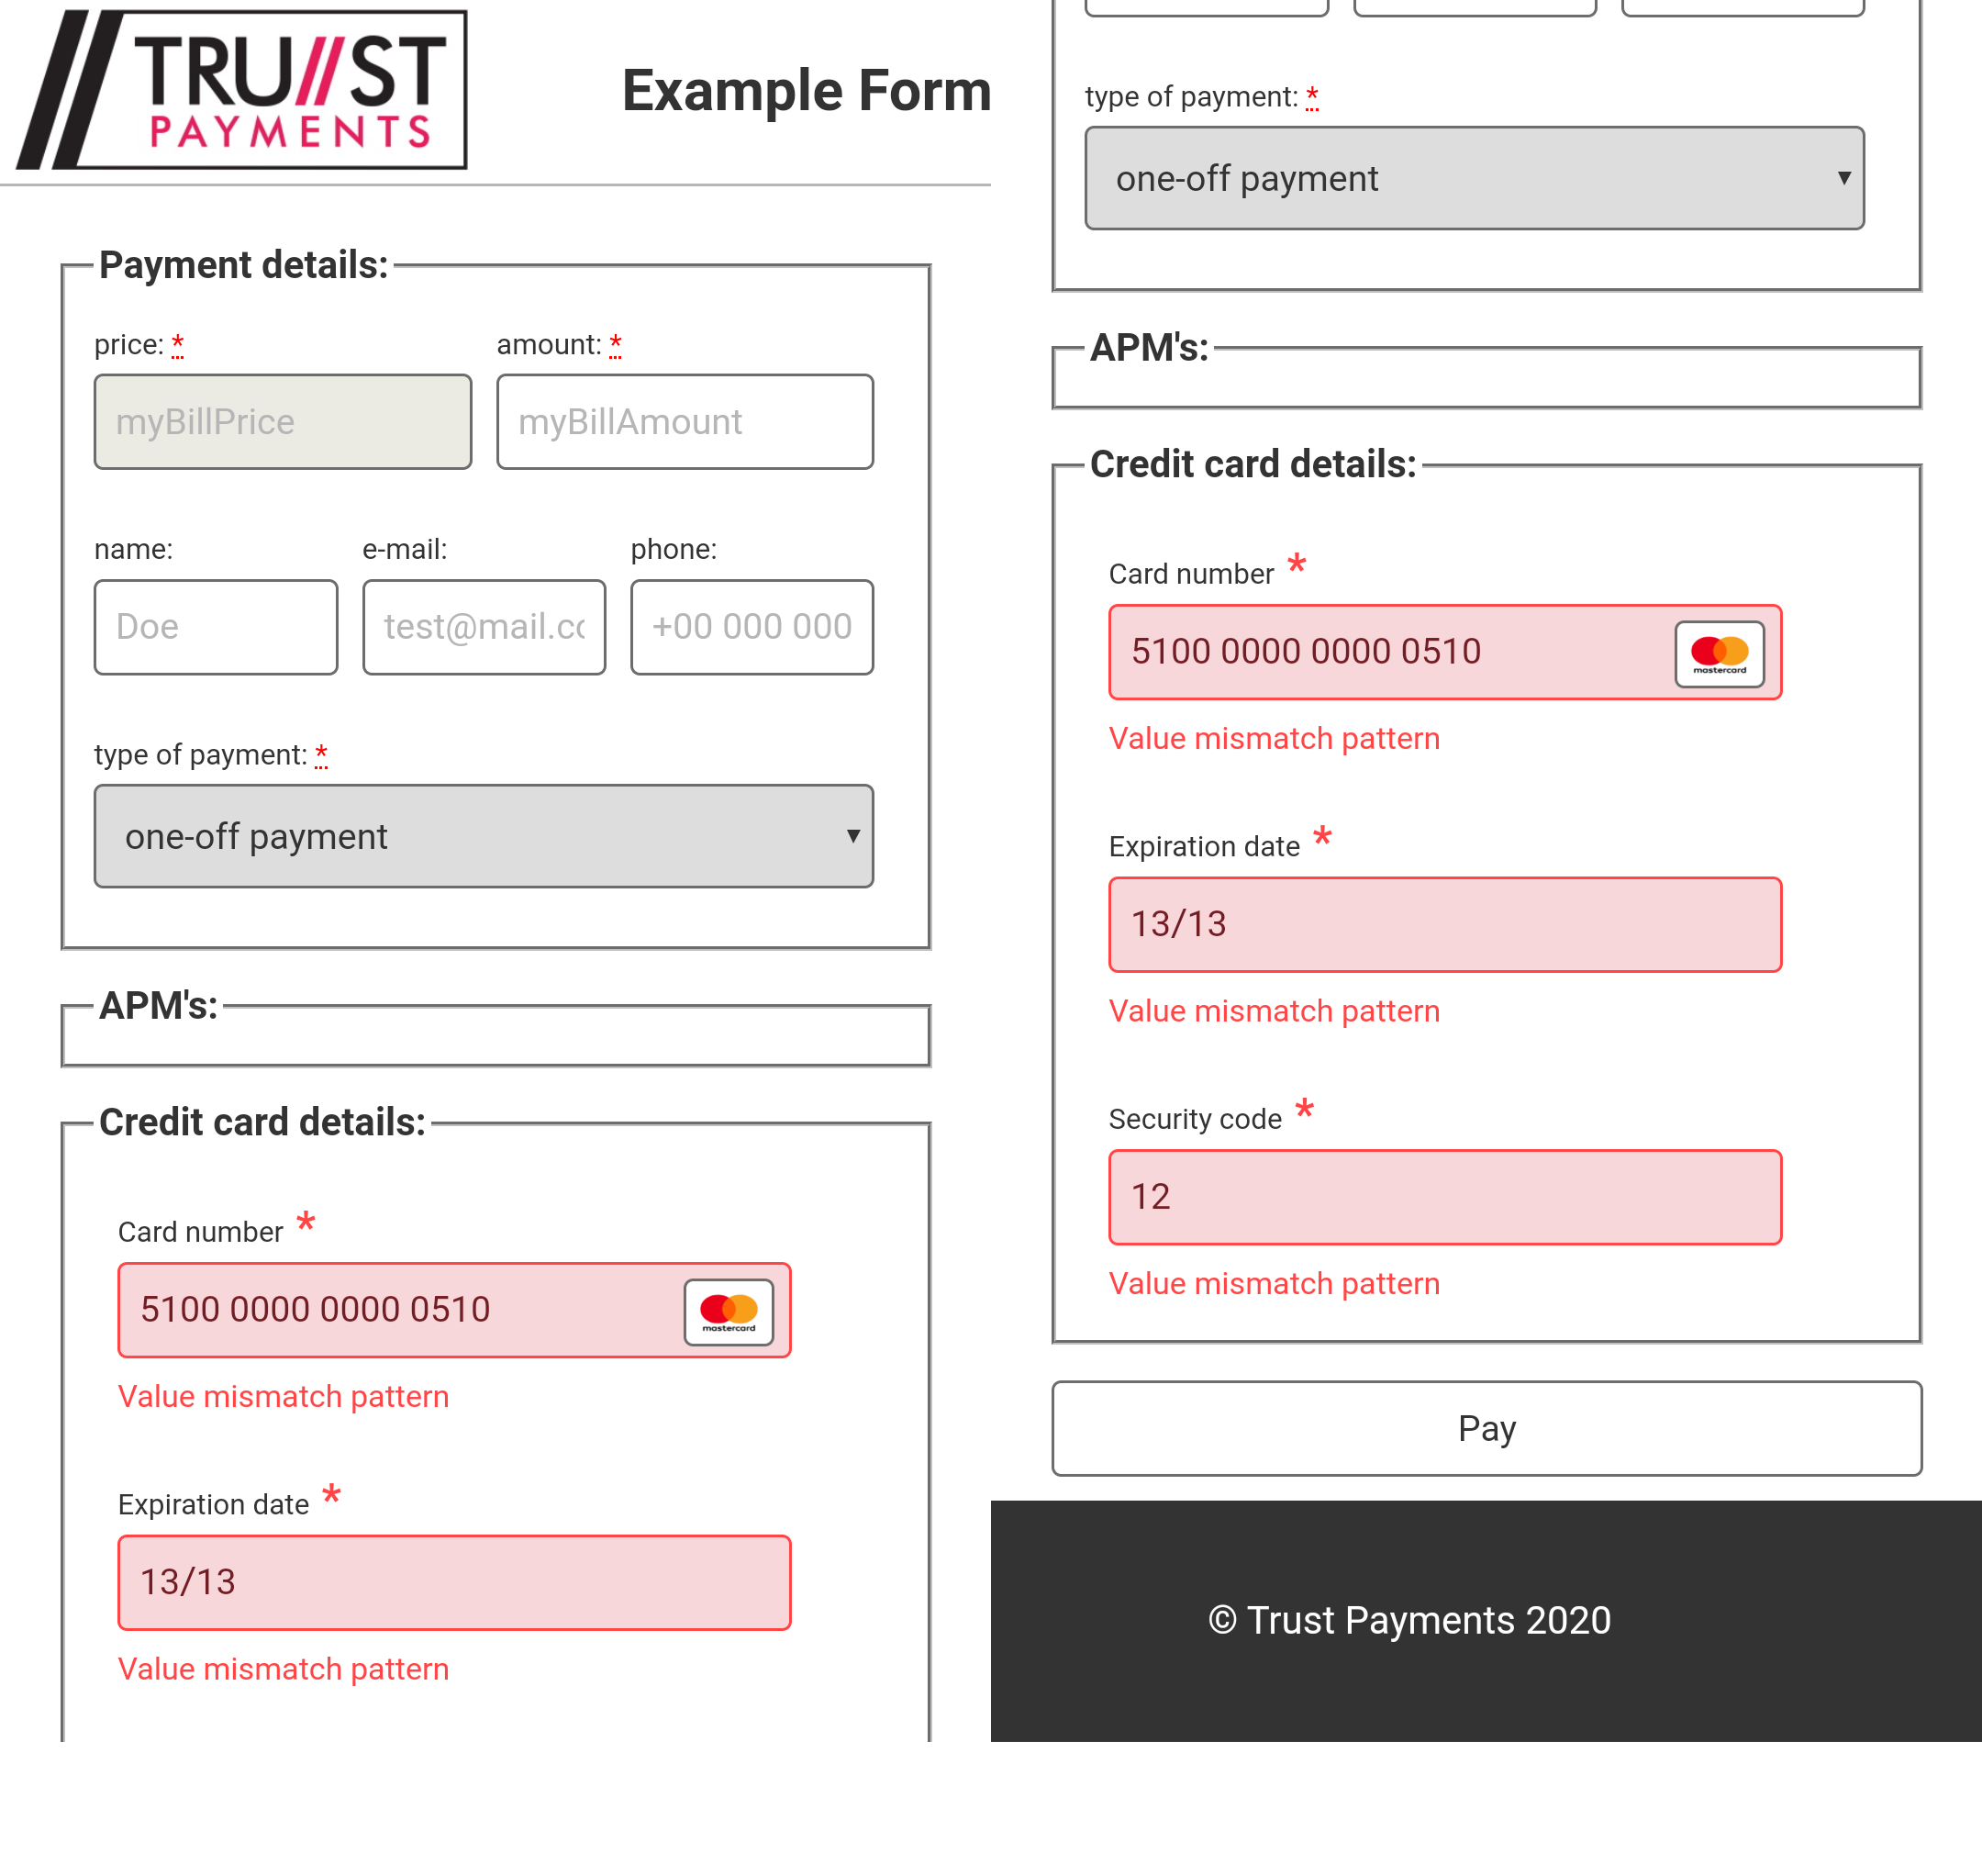 TRU//ST
PAYMENTS
Example Form
Payment details:
price: * amount: *
myBillPrice myBillAmount
name: e-mail: phone:
Doe test@mail.co +00 000 000
type of payment: *
one-off payment
APM's:
Credit card details:
Card number *
5100 0000 0000 0510 mastercard
Value mismatch pattern
Expiration date *
13/13
Value mismatch pattern
type of payment: *
one-off payment
APM's:
Credit card details:
Card number *
5100 0000 0000 0510 mastercard
Value mismatch pattern
Expiration date *
13/13
Value mismatch pattern
Security code *
12
Value mismatch pattern
Pay
© Trust Payments 2020